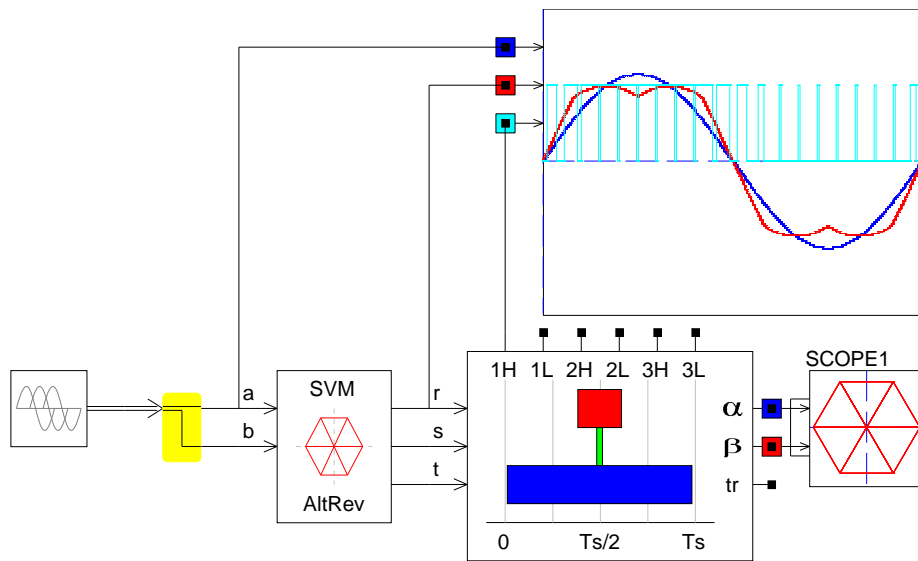 SCOPE1
1H 1L 2H 2L 3H 3L
a SVM r α
b s β
t tr
AltRev
0 Ts/2 Ts